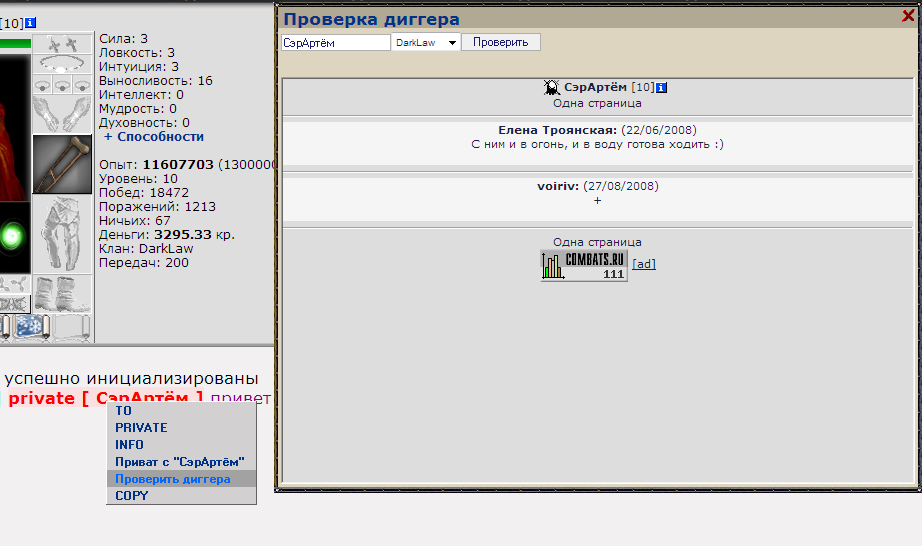 [10]
Сила: 3
Ловкость: 3
Интуиция: 3
Выносливость: 16
Интеллект: 0
Мудрость: 0
Духовность: 0
+ Способности
Опыт: 11607703 (1300000
Уровень: 10
Побед: 18472
Поражений: 1213
Ничьих: 67
Деньги: 3295.33 кр.
Клан: DarkLaw
Передач: 200
успешно инициализированы
private [ СэрАртём ] привет
TO
PRIVATE
INFO
Приват с "СэрАртём"
Проверить диггера
COPY
Проверка диггера
СэрАртём DarkLaw Проверить
СэрАртём [10]
Одна страница
Елена Троянская: (22/06/2008)
С ним и в огонь, и в воду готова ходить :)
voiriv: (27/08/2008)
+
Одна страница
COMBATS.RU
111
[ad]